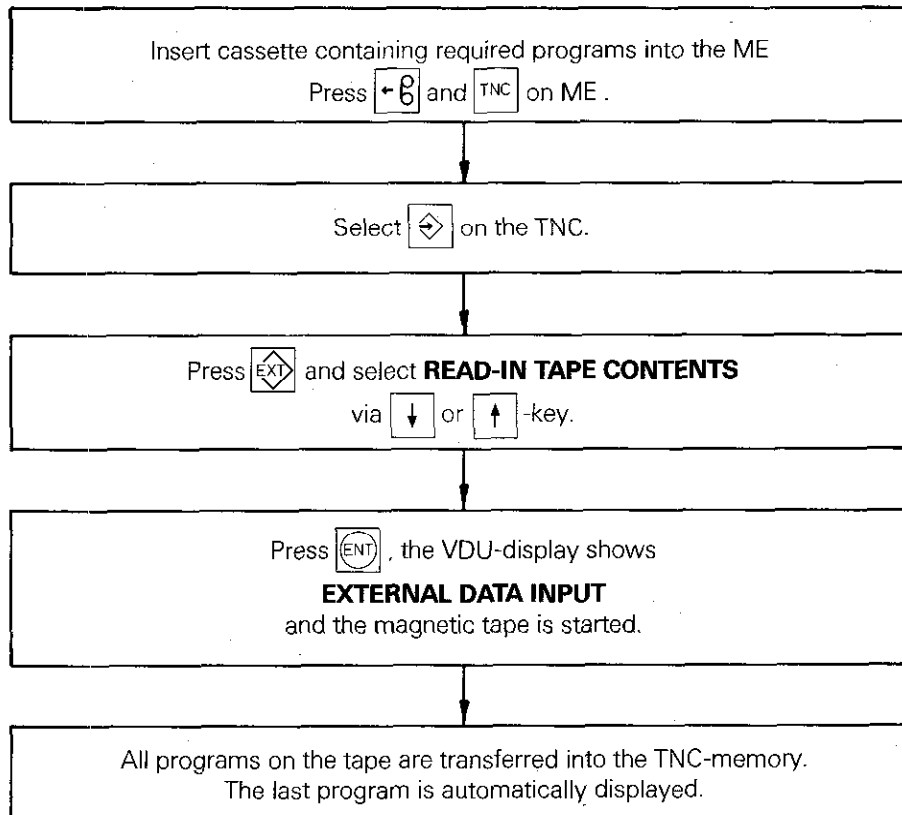 Insert cassette containing required programs into the ME
Press and TNC on ME.
Select on the TNC.
Press EXT and select READ-IN TAPE CONTENTS
via ↓ or ↑ -key.
Press ENT, the VDU-display shows
EXTERNAL DATA INPUT
and the magnetic tape is started.
All programs on the tape are transferred into the TNC-memory.
The last program is automatically displayed.